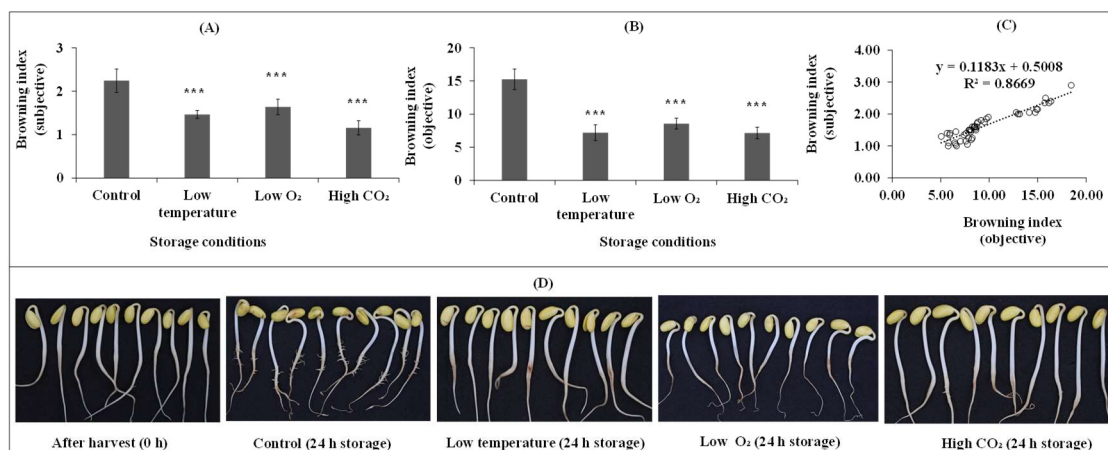 (A)
Browning index
(subjective)
3
2
1
0
***
***
***
Control
Low
temperature
Low O₂
High CO₂
Storage conditions
(B)
Browning index
(objective)
20
15
10
5
0
***
***
***
Control
Low
temperature
Low O₂
High CO₂
Storage conditions
(C)
Browning index
(subjective)
4.00
3.00
2.00
1.00
0.00
y = 0.1183x + 0.5008
R² = 0.8669
0.00 5.00 10.00 15.00 20.00
Browning index
(objective)
(D)
After harvest (0 h)
Control (24 h storage)
Low temperature (24 h storage)
Low O₂ (24 h storage)
High CO₂ (24 h storage)